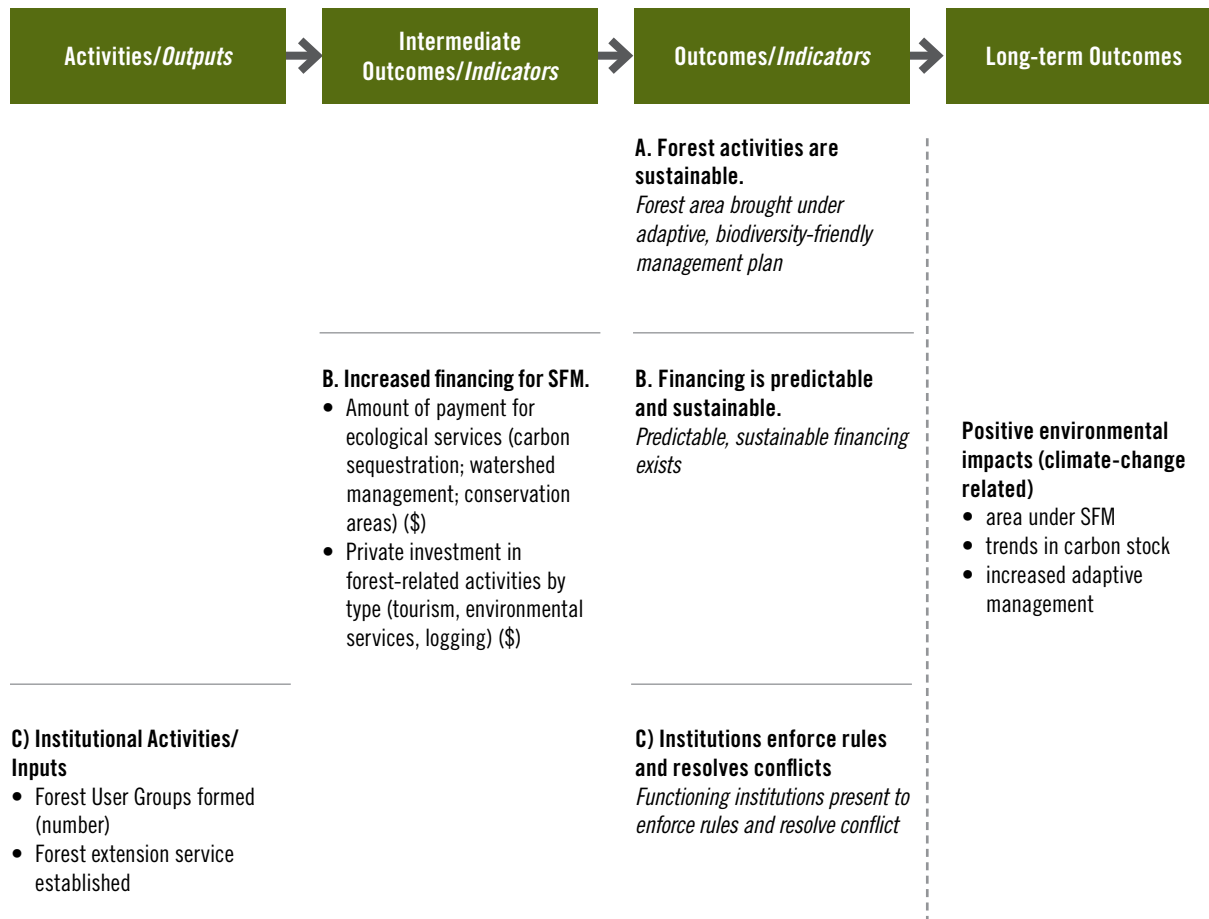 Activities/Outputs
Intermediate
Outcomes/Indicators
Outcomes/Indicators
Long-term Outcomes
A. Forest activities are
sustainable.
Forest area brought under
adaptive, biodiversity-friendly
management plan
B. Increased financing for SFM.
• Amount of payment for
ecological services (carbon
sequestration; watershed
management; conservation
areas) ($)
• Private investment in
forest-related activities by
type (tourism, environmental
services, logging) ($)
B. Financing is predictable
and sustainable.
Predictable, sustainable financing
exists
Positive environmental
impacts (climate-change
related)
• area under SFM
• trends in carbon stock
• increased adaptive
management
C) Institutional Activities/
Inputs
• Forest User Groups formed
(number)
• Forest extension service
established
C) Institutions enforce rules
and resolves conflicts
Functioning institutions present to
enforce rules and resolve conflict